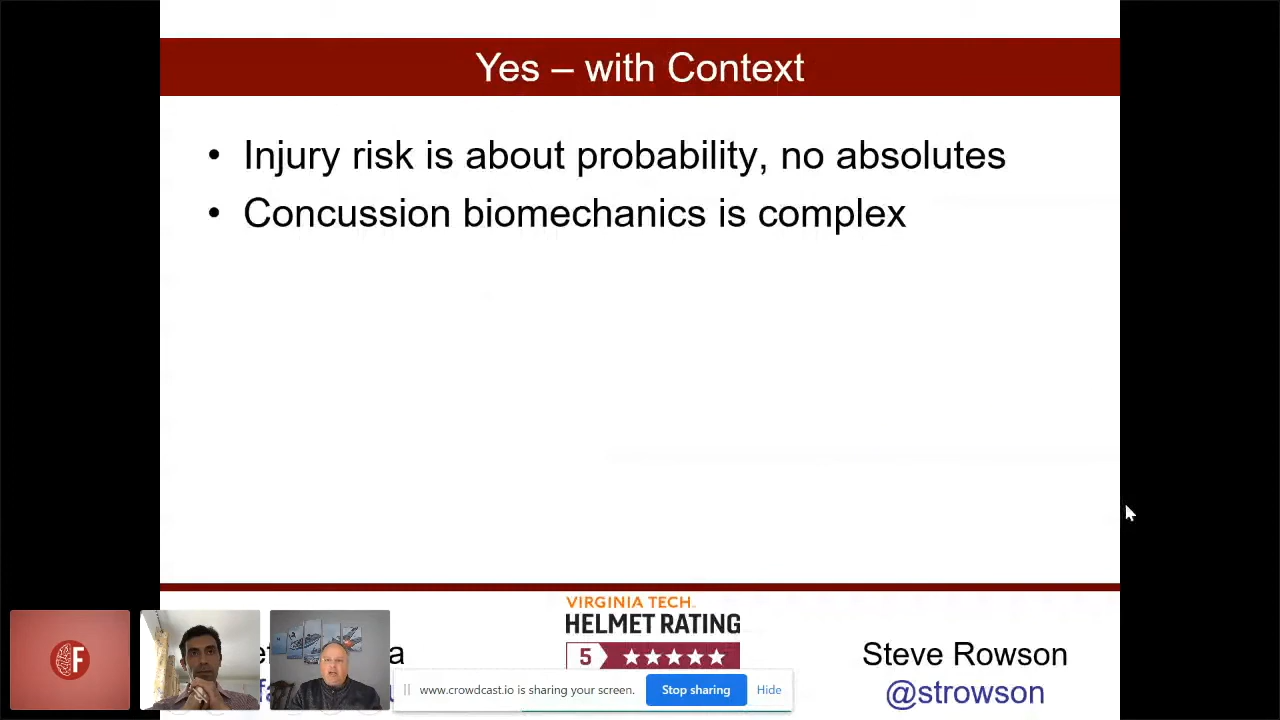 Yes – with Context
• Injury risk is about probability, no absolutes
• Concussion biomechanics is complex
VIRGINIA TECH™
HELMET RATING
5 ★★★★★
Steve Rowson
@strowson
F
www.crowdcast.io is sharing your screen.
Stop sharing
Hide